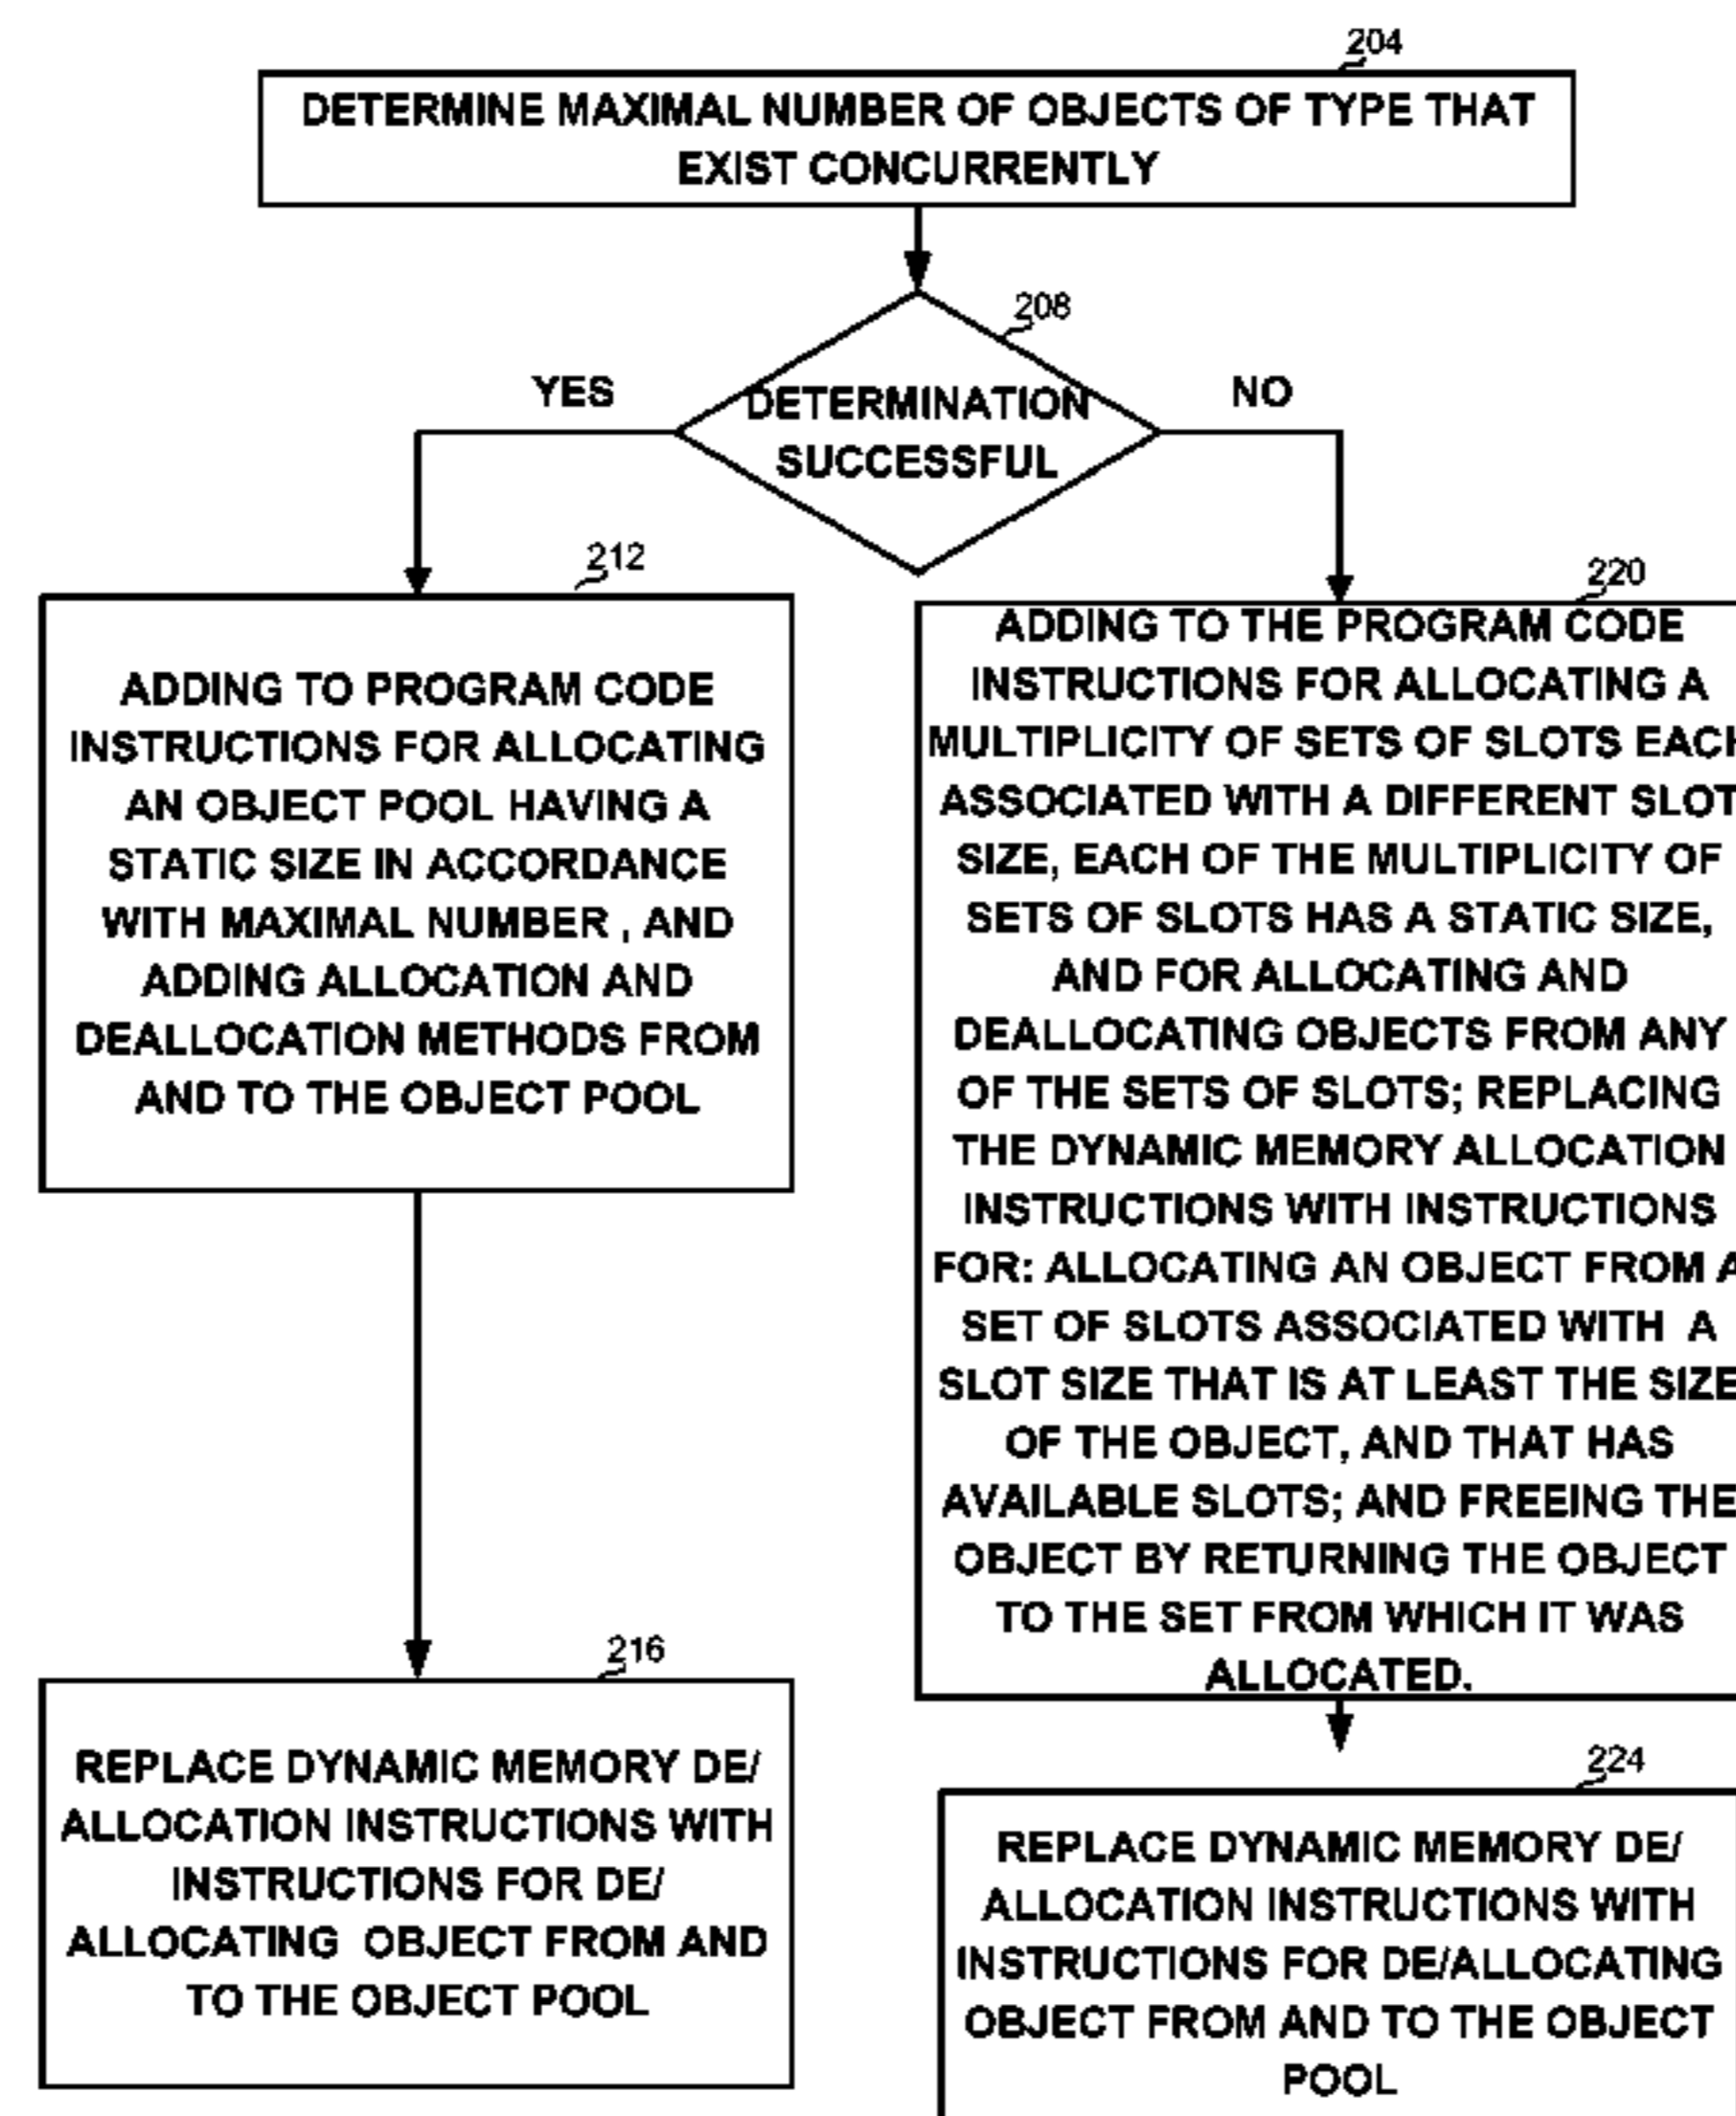 204
DETERMINE MAXIMAL NUMBER OF OBJECTS OF TYPE THAT
EXIST CONCURRENTLY
208
YES
DETERMINATION
SUCCESSFUL
NO
212
ADDING TO PROGRAM CODE
INSTRUCTIONS FOR ALLOCATING
AN OBJECT POOL HAVING A
STATIC SIZE IN ACCORDANCE
WITH MAXIMAL NUMBER , AND
ADDING ALLOCATION AND
DEALLOCATION METHODS FROM
AND TO THE OBJECT POOL
220
ADDING TO THE PROGRAM CODE
INSTRUCTIONS FOR ALLOCATING A
MULTIPLICITY OF SETS OF SLOTS EACH
ASSOCIATED WITH A DIFFERENT SLOT
SIZE, EACH OF THE MULTIPLICITY OF
SETS OF SLOTS HAS A STATIC SIZE,
AND FOR ALLOCATING AND
DEALLOCATING OBJECTS FROM ANY
OF THE SETS OF SLOTS; REPLACING
THE DYNAMIC MEMORY ALLOCATION
INSTRUCTIONS WITH INSTRUCTIONS
FOR: ALLOCATING AN OBJECT FROM A
SET OF SLOTS ASSOCIATED WITH A
SLOT SIZE THAT IS AT LEAST THE SIZE
OF THE OBJECT, AND THAT HAS
AVAILABLE SLOTS; AND FREEING THE
OBJECT BY RETURNING THE OBJECT
TO THE SET FROM WHICH IT WAS
ALLOCATED.
216
REPLACE DYNAMIC MEMORY DE/
ALLOCATION INSTRUCTIONS WITH
INSTRUCTIONS FOR DE/
ALLOCATING OBJECT FROM AND
TO THE OBJECT POOL
224
REPLACE DYNAMIC MEMORY DE/
ALLOCATION INSTRUCTIONS WITH
INSTRUCTIONS FOR DE/ALLOCATING
OBJECT FROM AND TO THE OBJECT
POOL